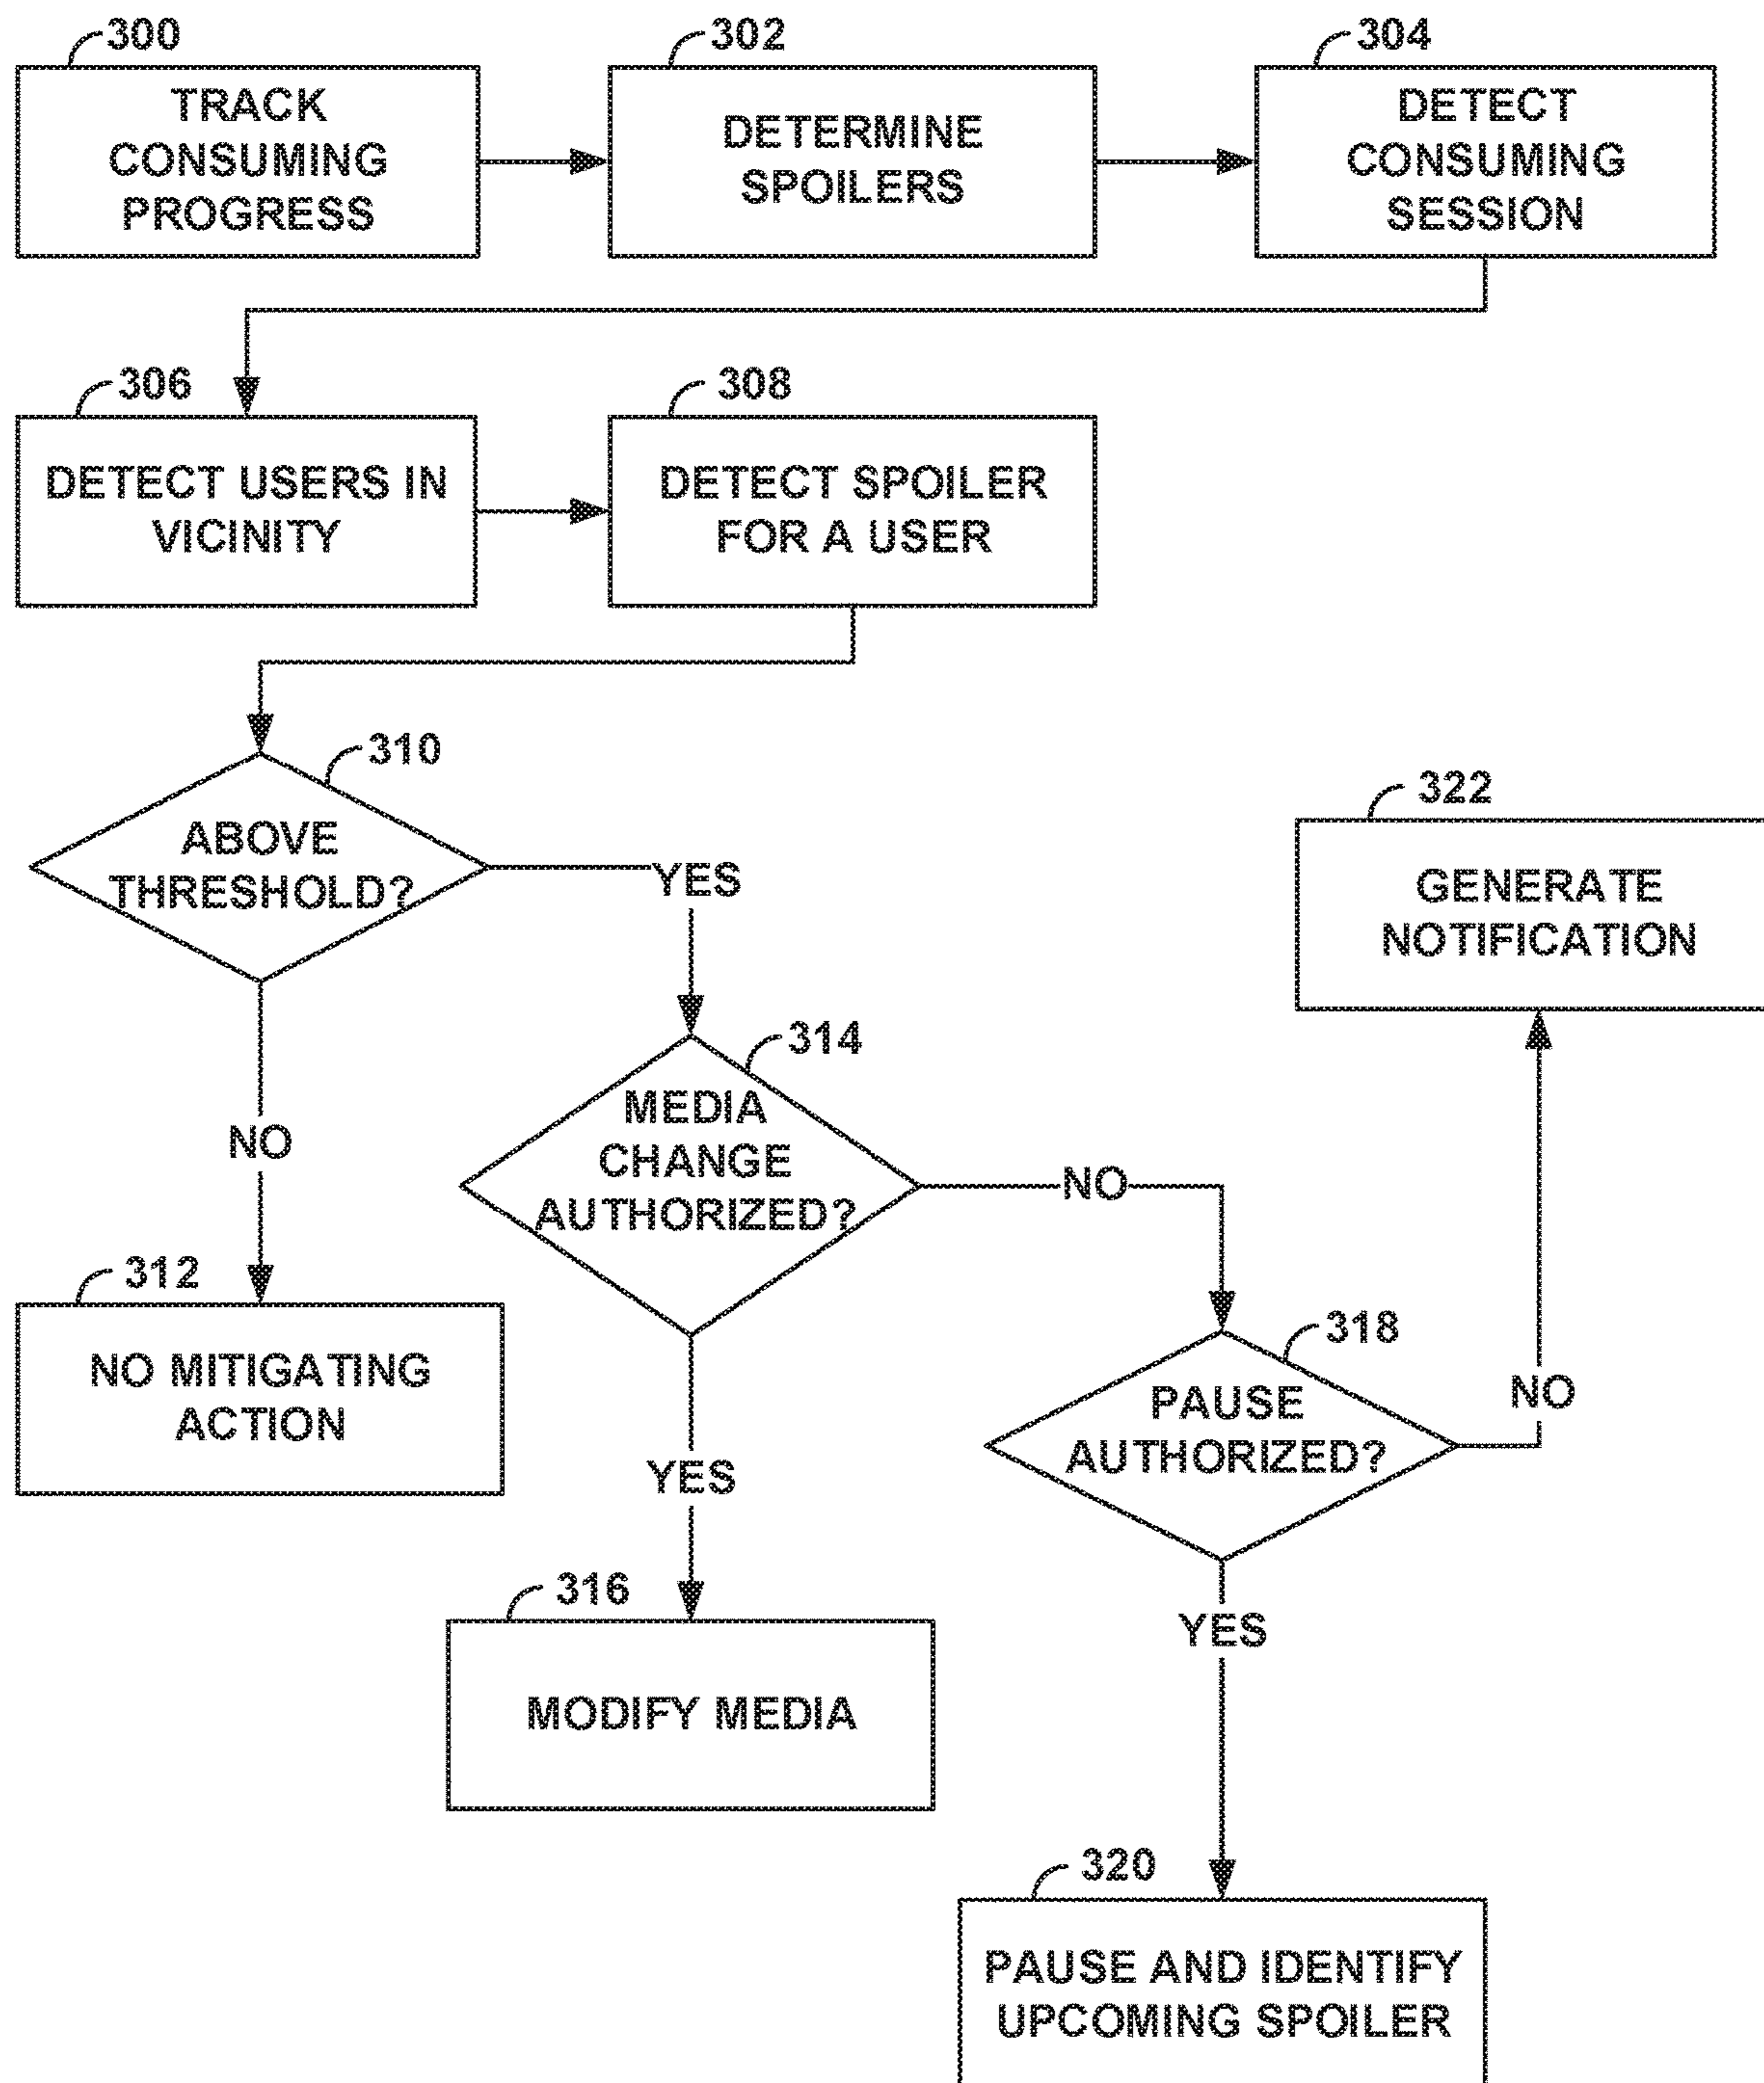 300
TRACK
CONSUMING
PROGRESS
302
DETERMINE
SPOILERS
304
DETECT
CONSUMING
SESSION
306
DETECT USERS IN
VICINITY
308
DETECT SPOILER
FOR A USER
310
ABOVE
THRESHOLD?
YES
NO
312
NO MITIGATING
ACTION
314
MEDIA
CHANGE
AUTHORIZED?
NO
YES
316
MODIFY MEDIA
318
PAUSE
AUTHORIZED?
NO
YES
320
PAUSE AND IDENTIFY
UPCOMING SPOILER
322
GENERATE
NOTIFICATION